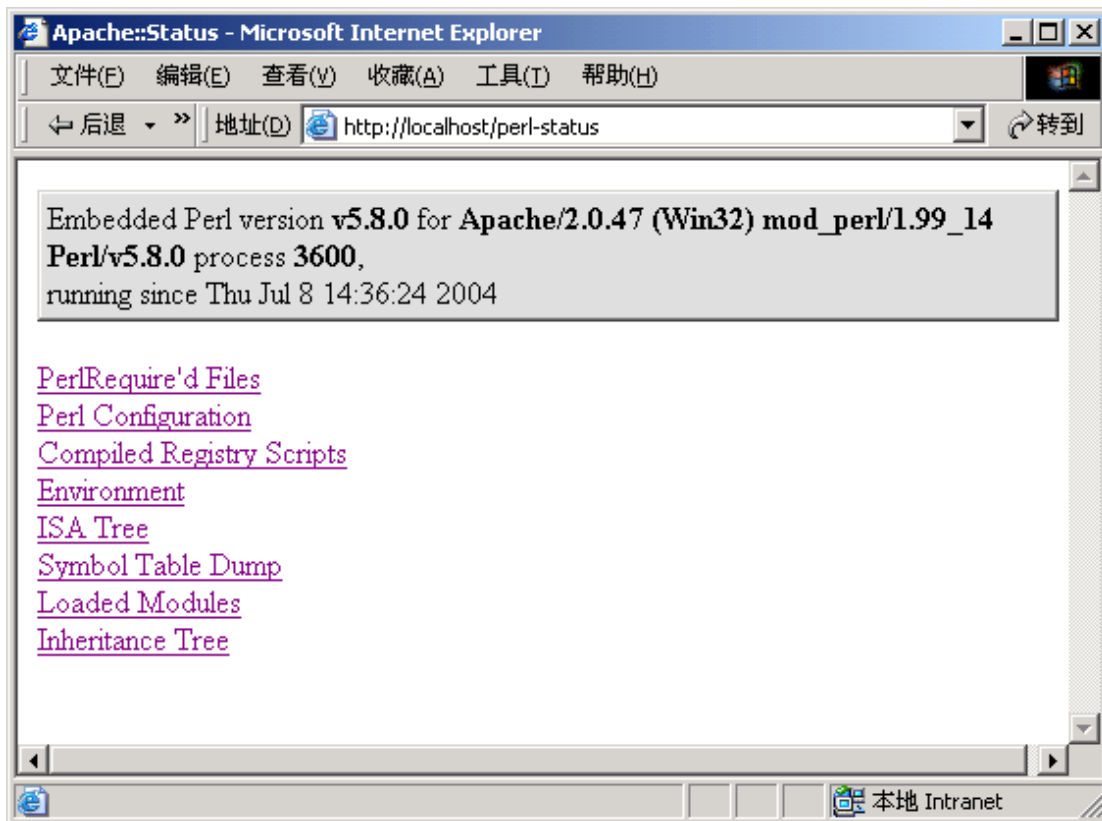 Apache::Status - Microsoft Internet Explorer
文件(F) 编辑(E) 查看(V) 收藏(A) 工具(T) 帮助(H)
后退 » 地址(D) http://localhost/perl-status 转到
Embedded Perl version v5.8.0 for Apache/2.0.47 (Win32) mod_perl/1.99_14
Perl/v5.8.0 process 3600,
running since Thu Jul 8 14:36:24 2004
PerlRequire'd Files
Perl Configuration
Compiled Registry Scripts
Environment
ISA Tree
Symbol Table Dump
Loaded Modules
Inheritance Tree
本地 Intranet